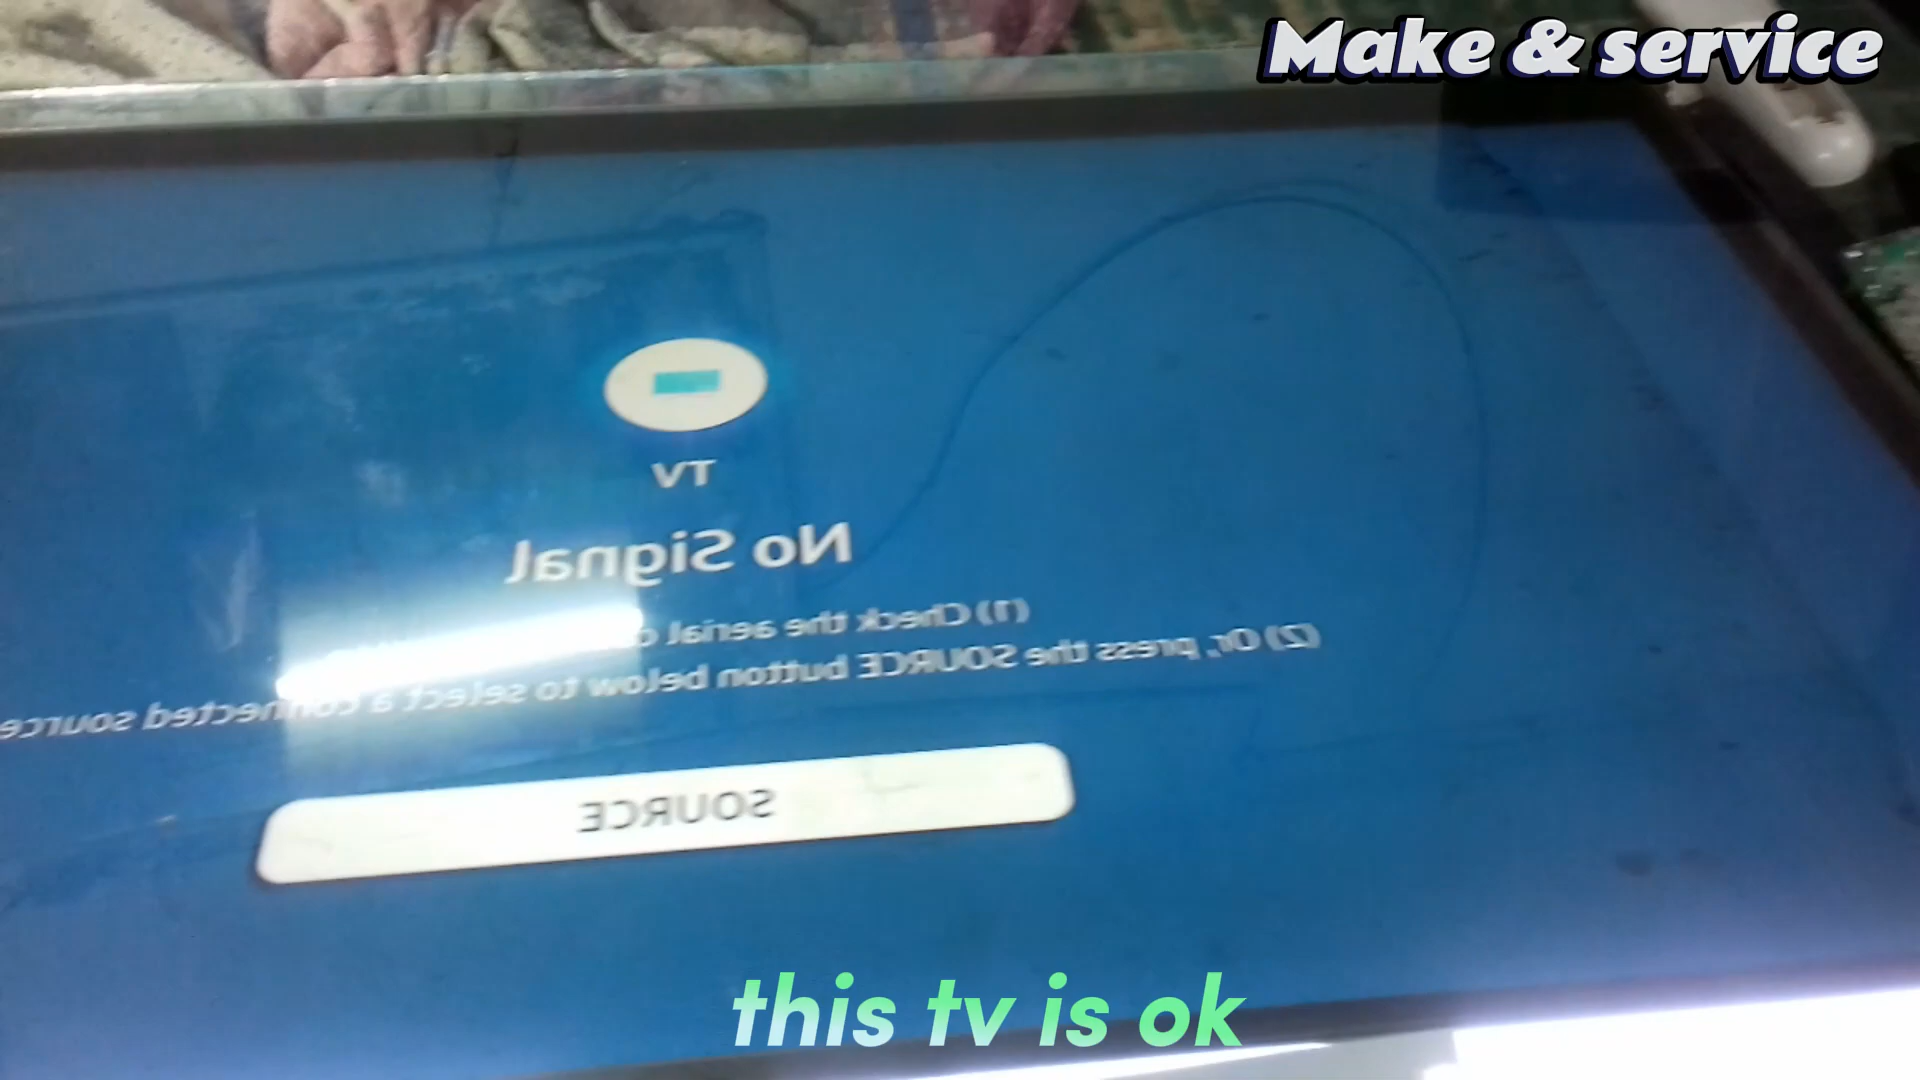 Make & service
TV
No Signal
(1) Check the aerial
(2) Or, press the SOURCE button below to select a connected source
SOURCE
this tv is ok